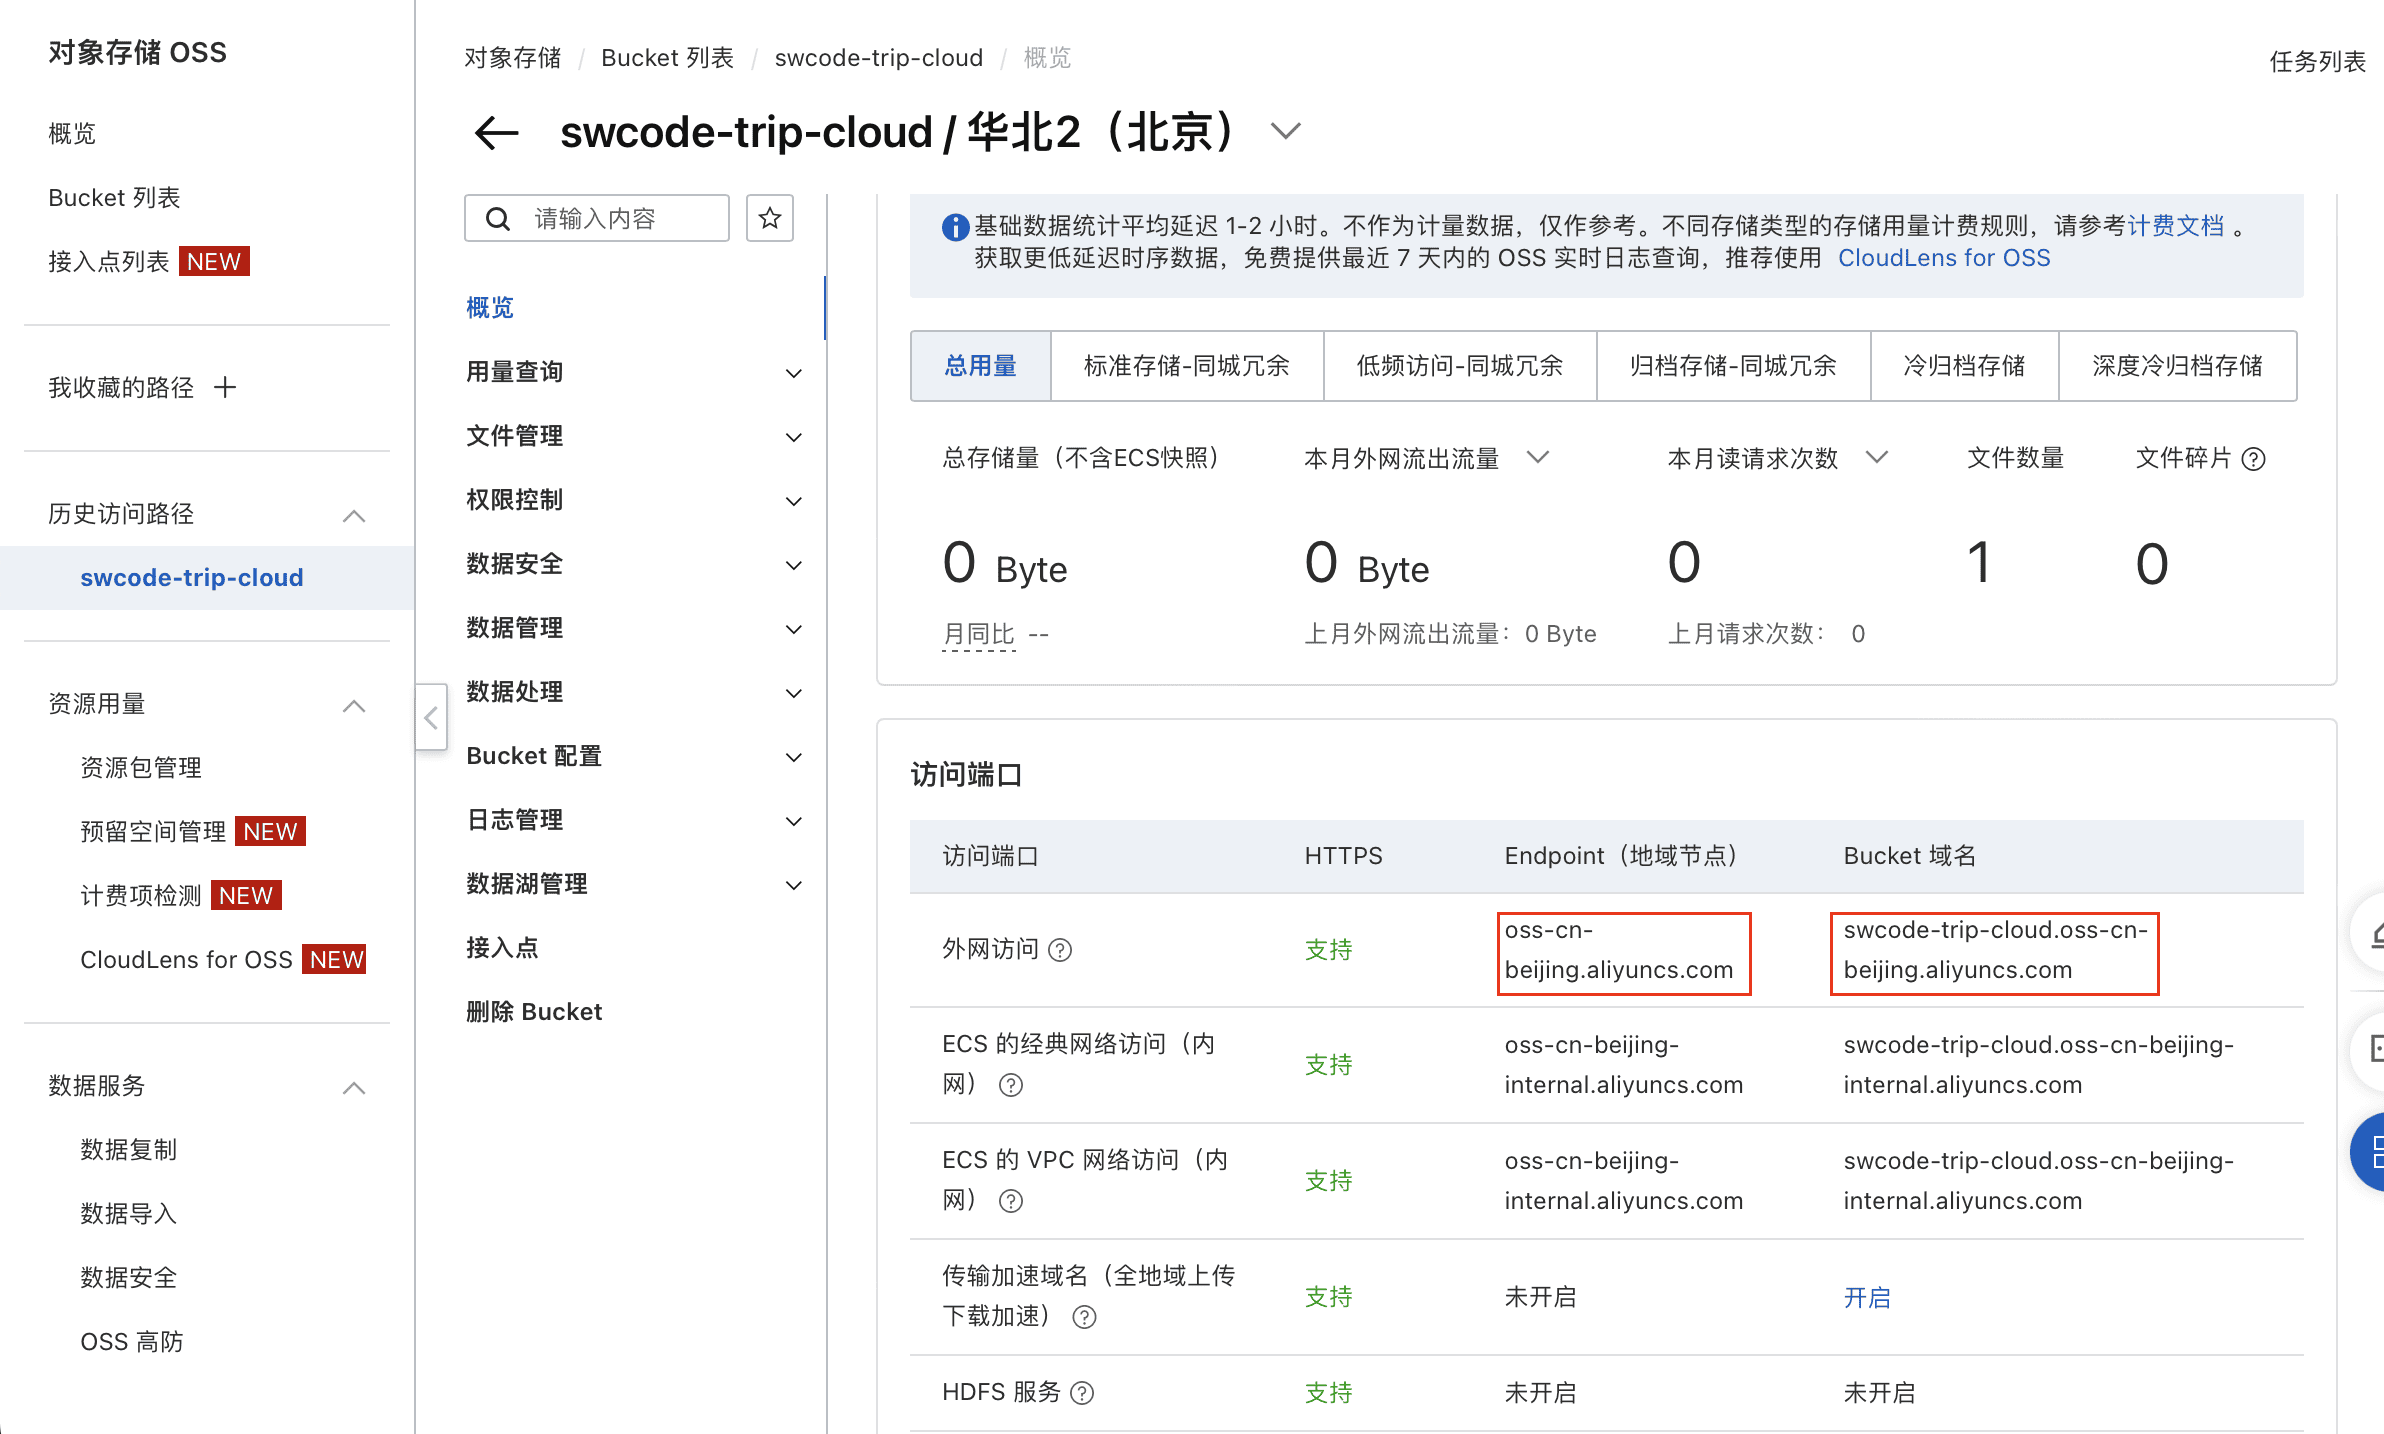 对象存储 OSS
概览
Bucket 列表
接入点列表 NEW
我收藏的路径
历史访问路径
swcode-trip-cloud
资源用量
资源包管理
预留空间管理 NEW
计费项检测 NEW
CloudLens for OSS NEW
数据服务
数据复制
数据导入
数据安全
OSS 高防
对象存储 / Bucket 列表 / swcode-trip-cloud / 概览
任务列表
swcode-trip-cloud / 华北2（北京）
请输入内容
概览
用量查询
文件管理
权限控制
数据安全
数据管理
数据处理
Bucket 配置
日志管理
数据湖管理
接入点
删除 Bucket
基础数据统计平均延迟 1-2 小时。不作为计量数据，仅作参考。不同存储类型的存储用量计费规则，请参考计费文档 。
获取更低延迟时序数据，免费提供最近 7 天内的 OSS 实时日志查询，推荐使用 CloudLens for OSS
总用量 标准存储-同城冗余 低频访问-同城冗余 归档存储-同城冗余 冷归档存储 深度冷归档存储
总存储量（不含ECS快照） 本月外网流出流量 本月读请求次数 文件数量 文件碎片
0 Byte 0 Byte 0 1 0
月同比 -- 上月外网流出流量：0 Byte 上月请求次数： 0
访问端口
访问端口 HTTPS Endpoint（地域节点） Bucket 域名
外网访问 支持
oss-cn-
beijing.aliyuncs.com
swcode-trip-cloud.oss-cn-
beijing.aliyuncs.com
ECS 的经典网络访问（内
网）
支持
oss-cn-beijing-
internal.aliyuncs.com
swcode-trip-cloud.oss-cn-beijing-
internal.aliyuncs.com
ECS 的 VPC 网络访问（内
网）
支持
oss-cn-beijing-
internal.aliyuncs.com
swcode-trip-cloud.oss-cn-beijing-
internal.aliyuncs.com
传输加速域名（全地域上传
下载加速）
支持 未开启 开启
HDFS 服务 支持 未开启 未开启